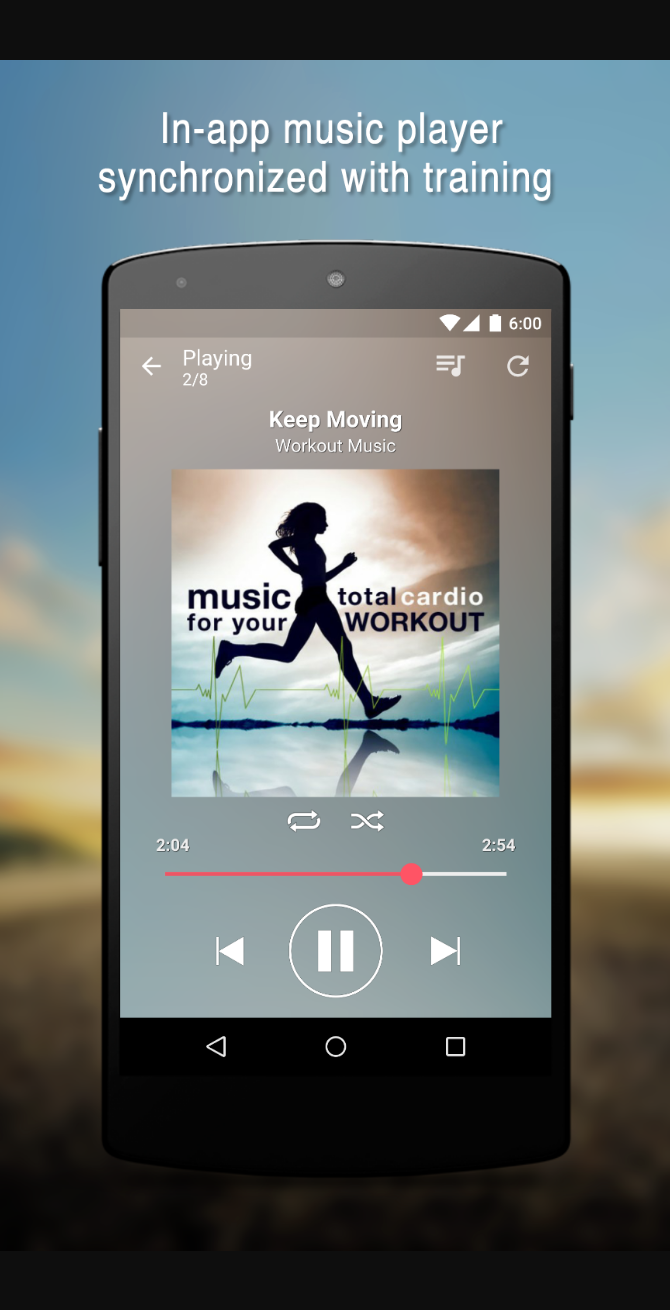 In-app music player
synchronized with training
6:00
Playing
2/8
Keep Moving
Workout Music
music total cardio
for your WORKOUT
2:04 2:54